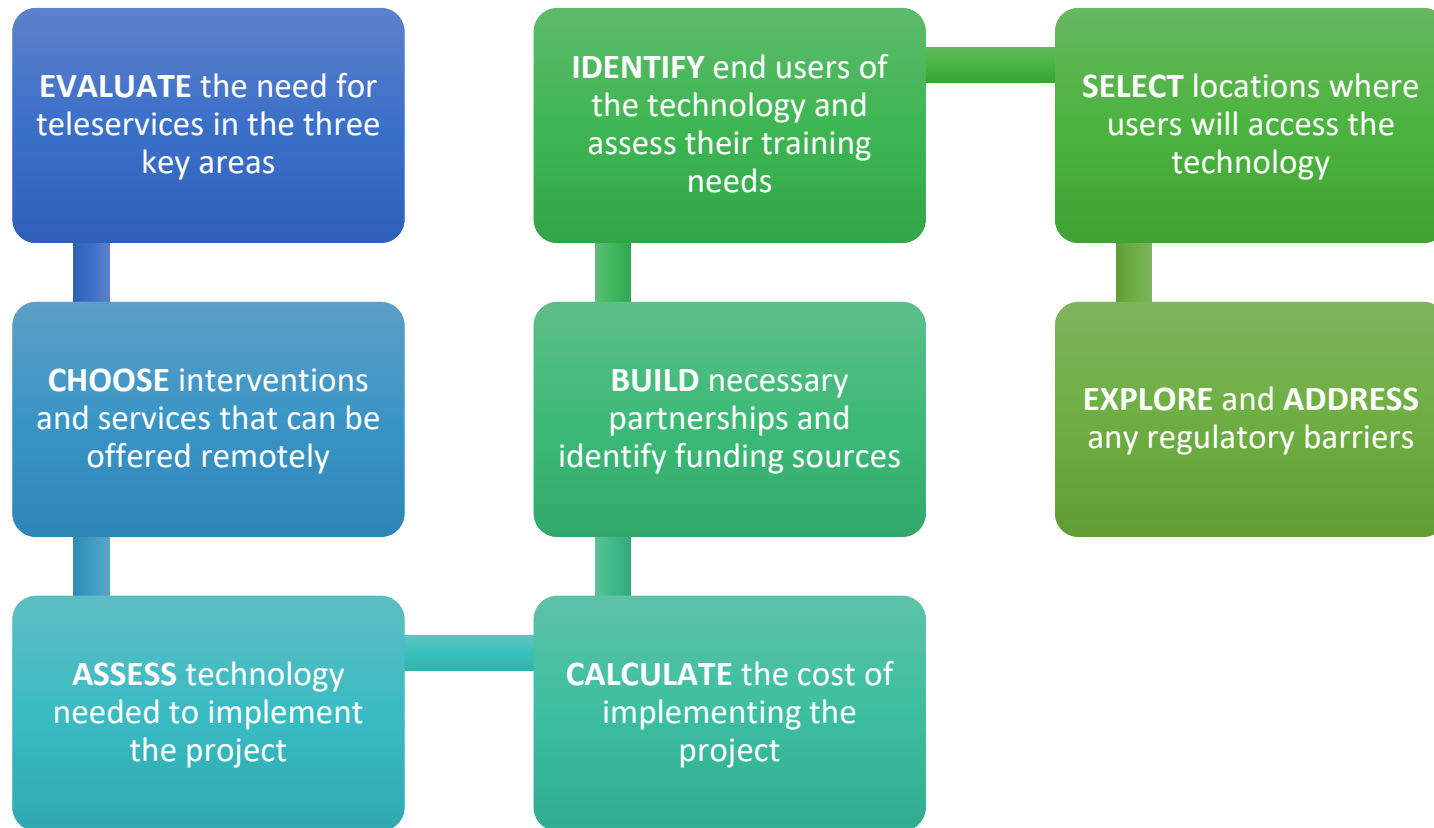 EVALUATE the need for
teleservices in the three
key areas
CHOOSE interventions
and services that can be
offered remotely
ASSESS technology
needed to implement
the project
CALCULATE the cost of
implementing the
project
BUILD necessary
partnerships and
identify funding sources
IDENTIFY end users of
the technology and
assess their training
needs
SELECT locations where
users will access the
technology
EXPLORE and ADDRESS
any regulatory barriers